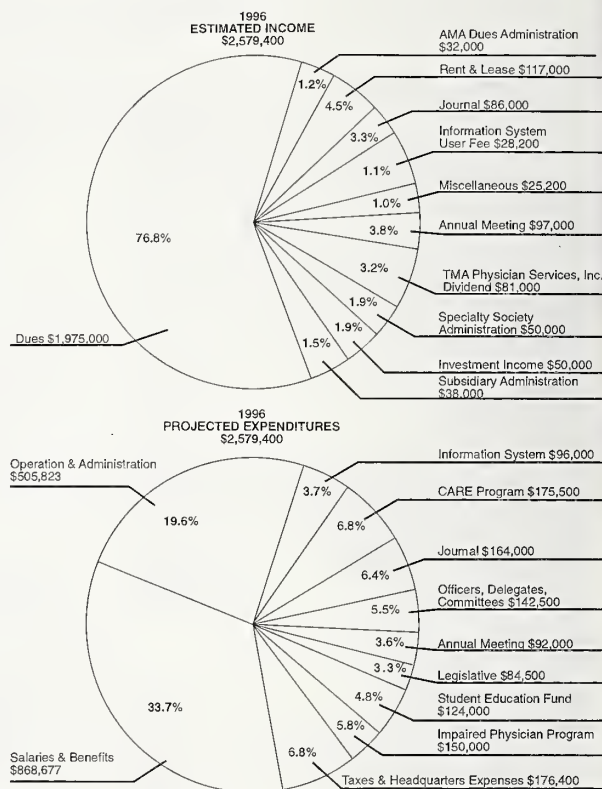 1996
ESTIMATED INCOME
$2,579,400
AMA Dues Administration
$32,000
Rent & Lease $117,000
Journal $86,000
Information System
User Fee $28,200
Miscellaneous $25,200
Annual Meeting $97,000
TMA Physician Services, Inc.
Dividend $81,000
Specialty Society
Administration $50,000
Investment Income $50,000
Subsidiary Administration
$38,000
Dues $1,975,000
1.2%
4.5%
3.3%
1.1%
1.0%
3.8%
3.2%
1.9%
1.9%
1.5%
76.8%
1996
PROJECTED EXPENDITURES
$2,579,400
Operation & Administration
$505,823
Information System $96,000
CARE Program $175,500
Journal $164,000
Officers, Delegates,
Committees $142,500
Annual Meeting $92,000
Legislative $84,500
Student Education Fund
$124,000
Impaired Physician Program
$150,000
Taxes & Headquarters Expenses $176,400
Salaries & Benefits
$868,677
19.6%
3.7%
6.8%
6.4%
5.5%
3.6%
3.3%
4.8%
5.8%
6.8%
33.7%